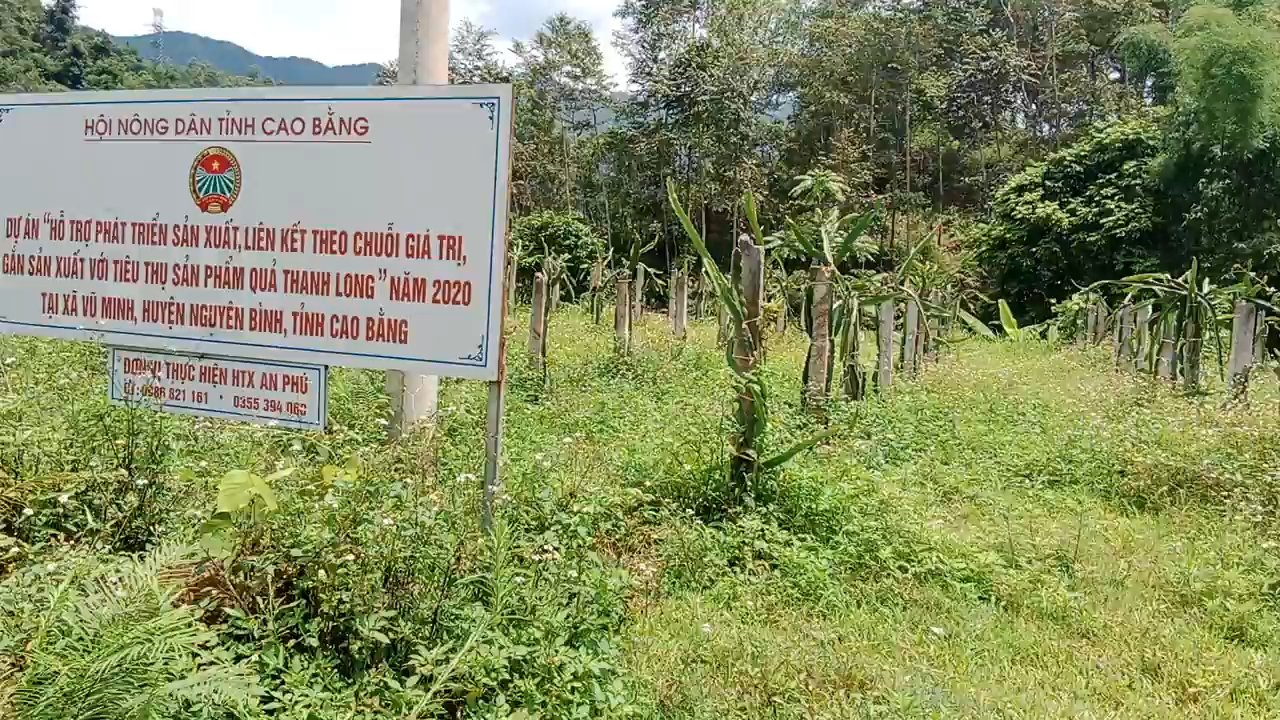 HỘI NÔNG DÂN TỈNH CAO BẰNG
DỰ ÁN "HỖ TRỢ PHÁT TRIỂN SẢN XUẤT, LIÊN KẾT THEO CHUỖI GIÁ TRỊ,
GẮN SẢN XUẤT VỚI TIÊU THỤ SẢN PHẨM QUẢ THANH LONG" NĂM 2020
TẠI XÃ VŨ MINH, HUYỆN NGUYÊN BÌNH, TỈNH CAO BẰNG
ĐƠN VỊ THỰC HIỆN HTX AN PHÚ
0355 394